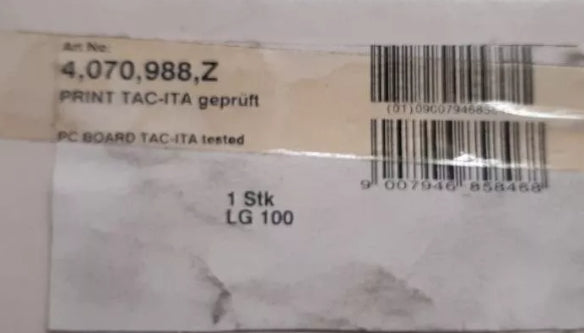 Art No:
4,070,988,Z
PRINT TAC-ITA geprüft
PC BOARD TAC-ITA tested
1 Stk
LG 100
9 007946 858468